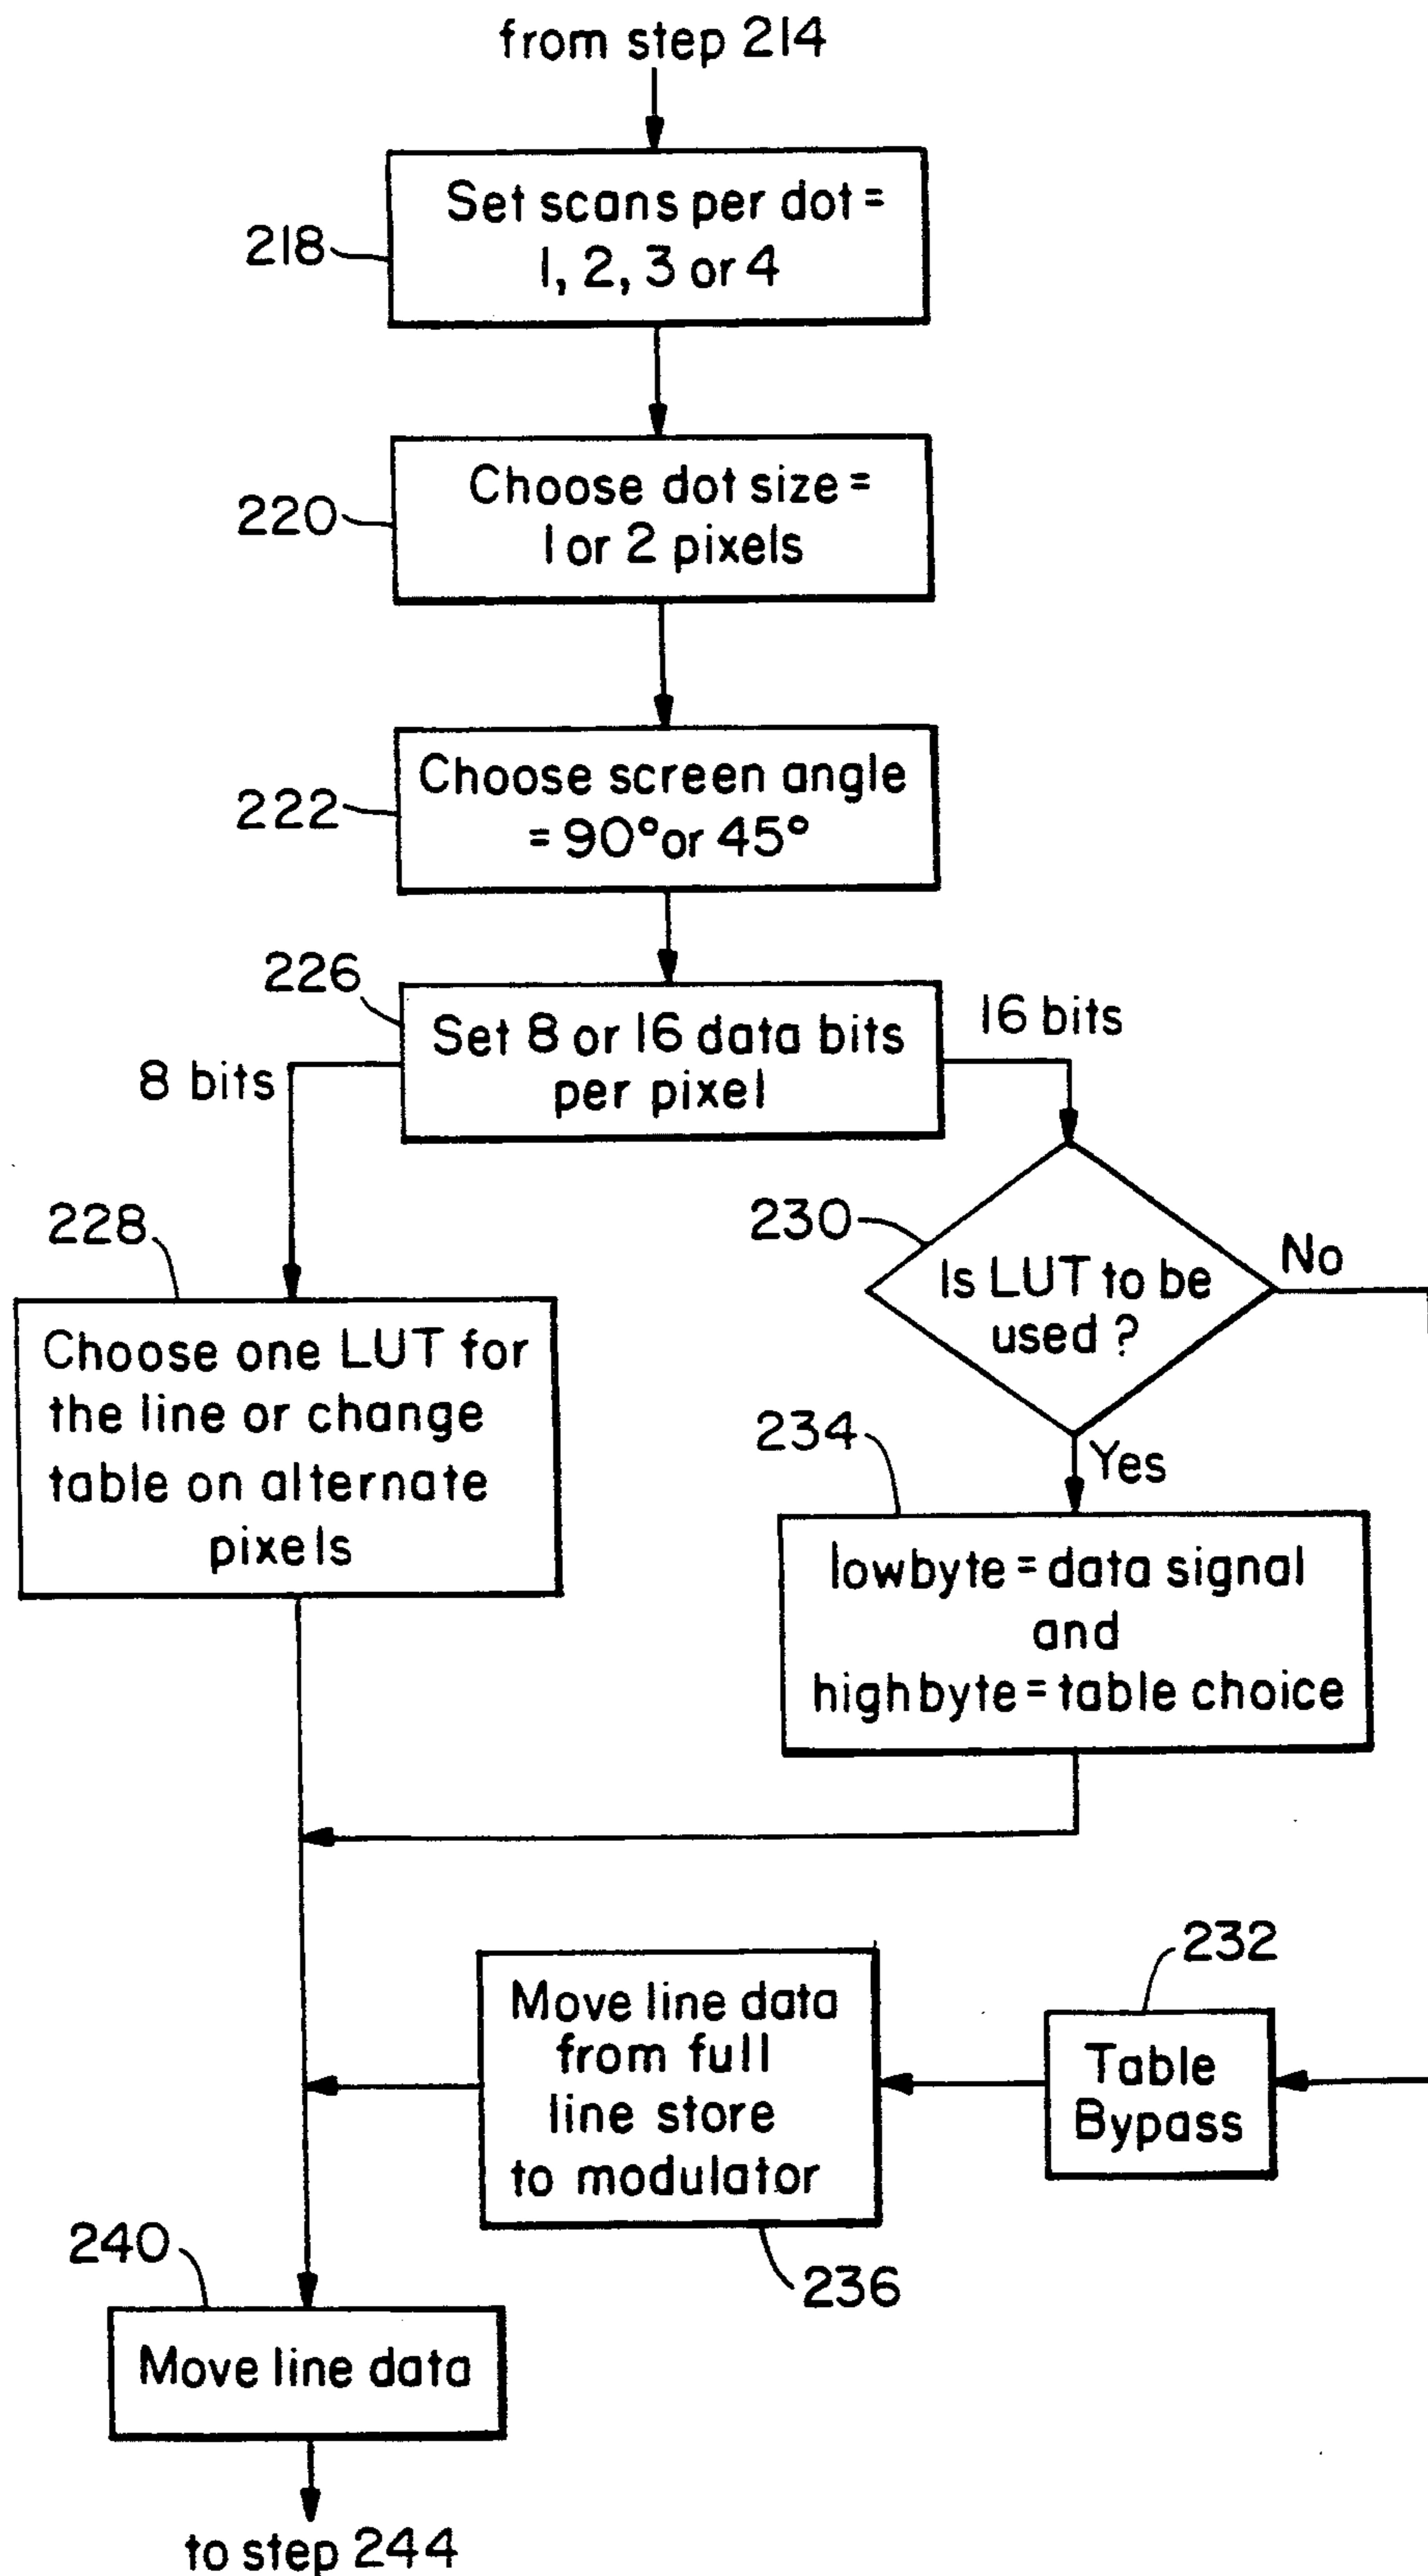 from step 214
218
Set scans per dot =
1, 2, 3 or 4
220
Choose dot size =
1 or 2 pixels
222
Choose screen angle
= 90° or 45°
226
Set 8 or 16 data bits
per pixel
8 bits
16 bits
228
Choose one LUT for
the line or change
table on alternate
pixels
230
Is LUT to be
used ?
No
Yes
234
lowbyte = data signal
and
highbyte = table choice
232
Table
Bypass
Move line data
from full
line store
to modulator
236
240
Move line data
to step 244